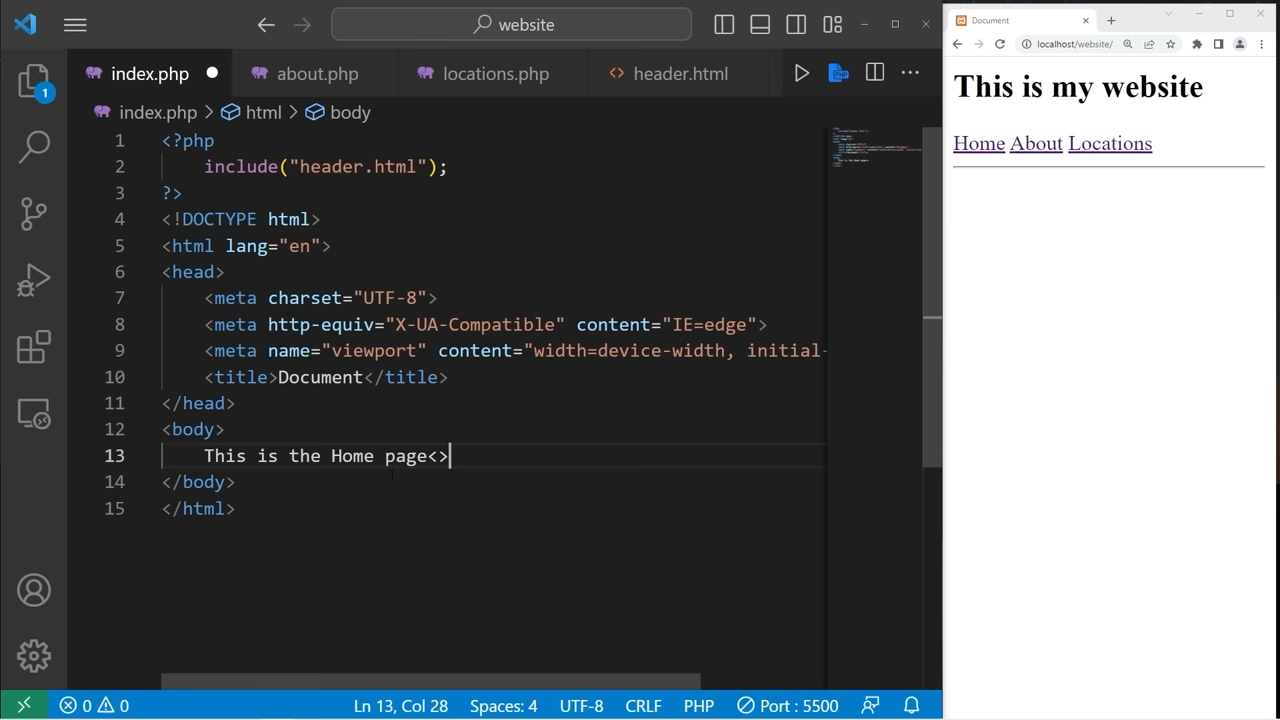 website
index.php
about.php
locations.php
header.html
index.php > html > body
1 <?php
2 include("header.html");
3 ?>
4 <!DOCTYPE html>
5 <html lang="en">
6 <head>
7 <meta charset="UTF-8">
8 <meta http-equiv="X-UA-Compatible" content="IE=edge">
9 <meta name="viewport" content="width=device-width, initial-
10 <title>Document</title>
11 </head>
12 <body>
13 This is the Home page<>
14 </body>
15 </html>
1
0 0
Ln 13, Col 28
Spaces: 4
UTF-8
CRLF
PHP
Port : 5500
Document
localhost/website/
This is my website
Home About Locations